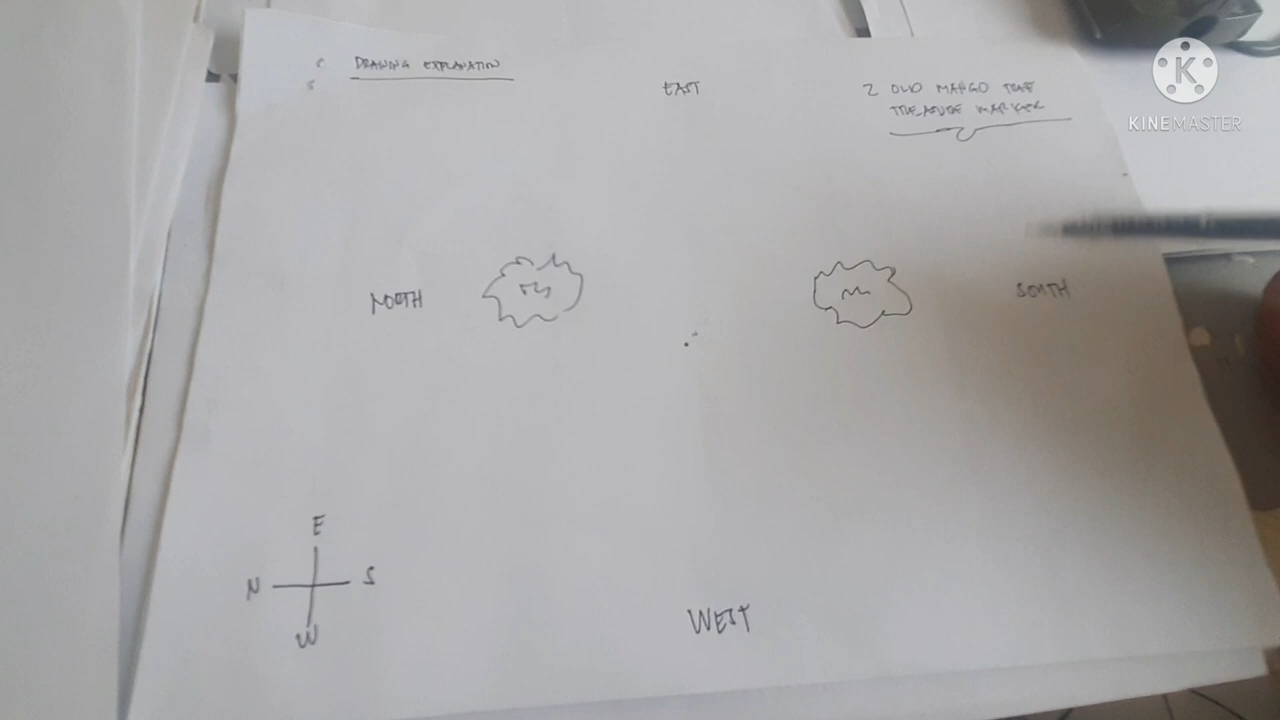 DRAWING EXPLANATION
EAST
2 OLD MANGO TREE
TREASURE MARKER
KINEMASTER
NORTH
M
SOUTH
E
N
S
W
WEST